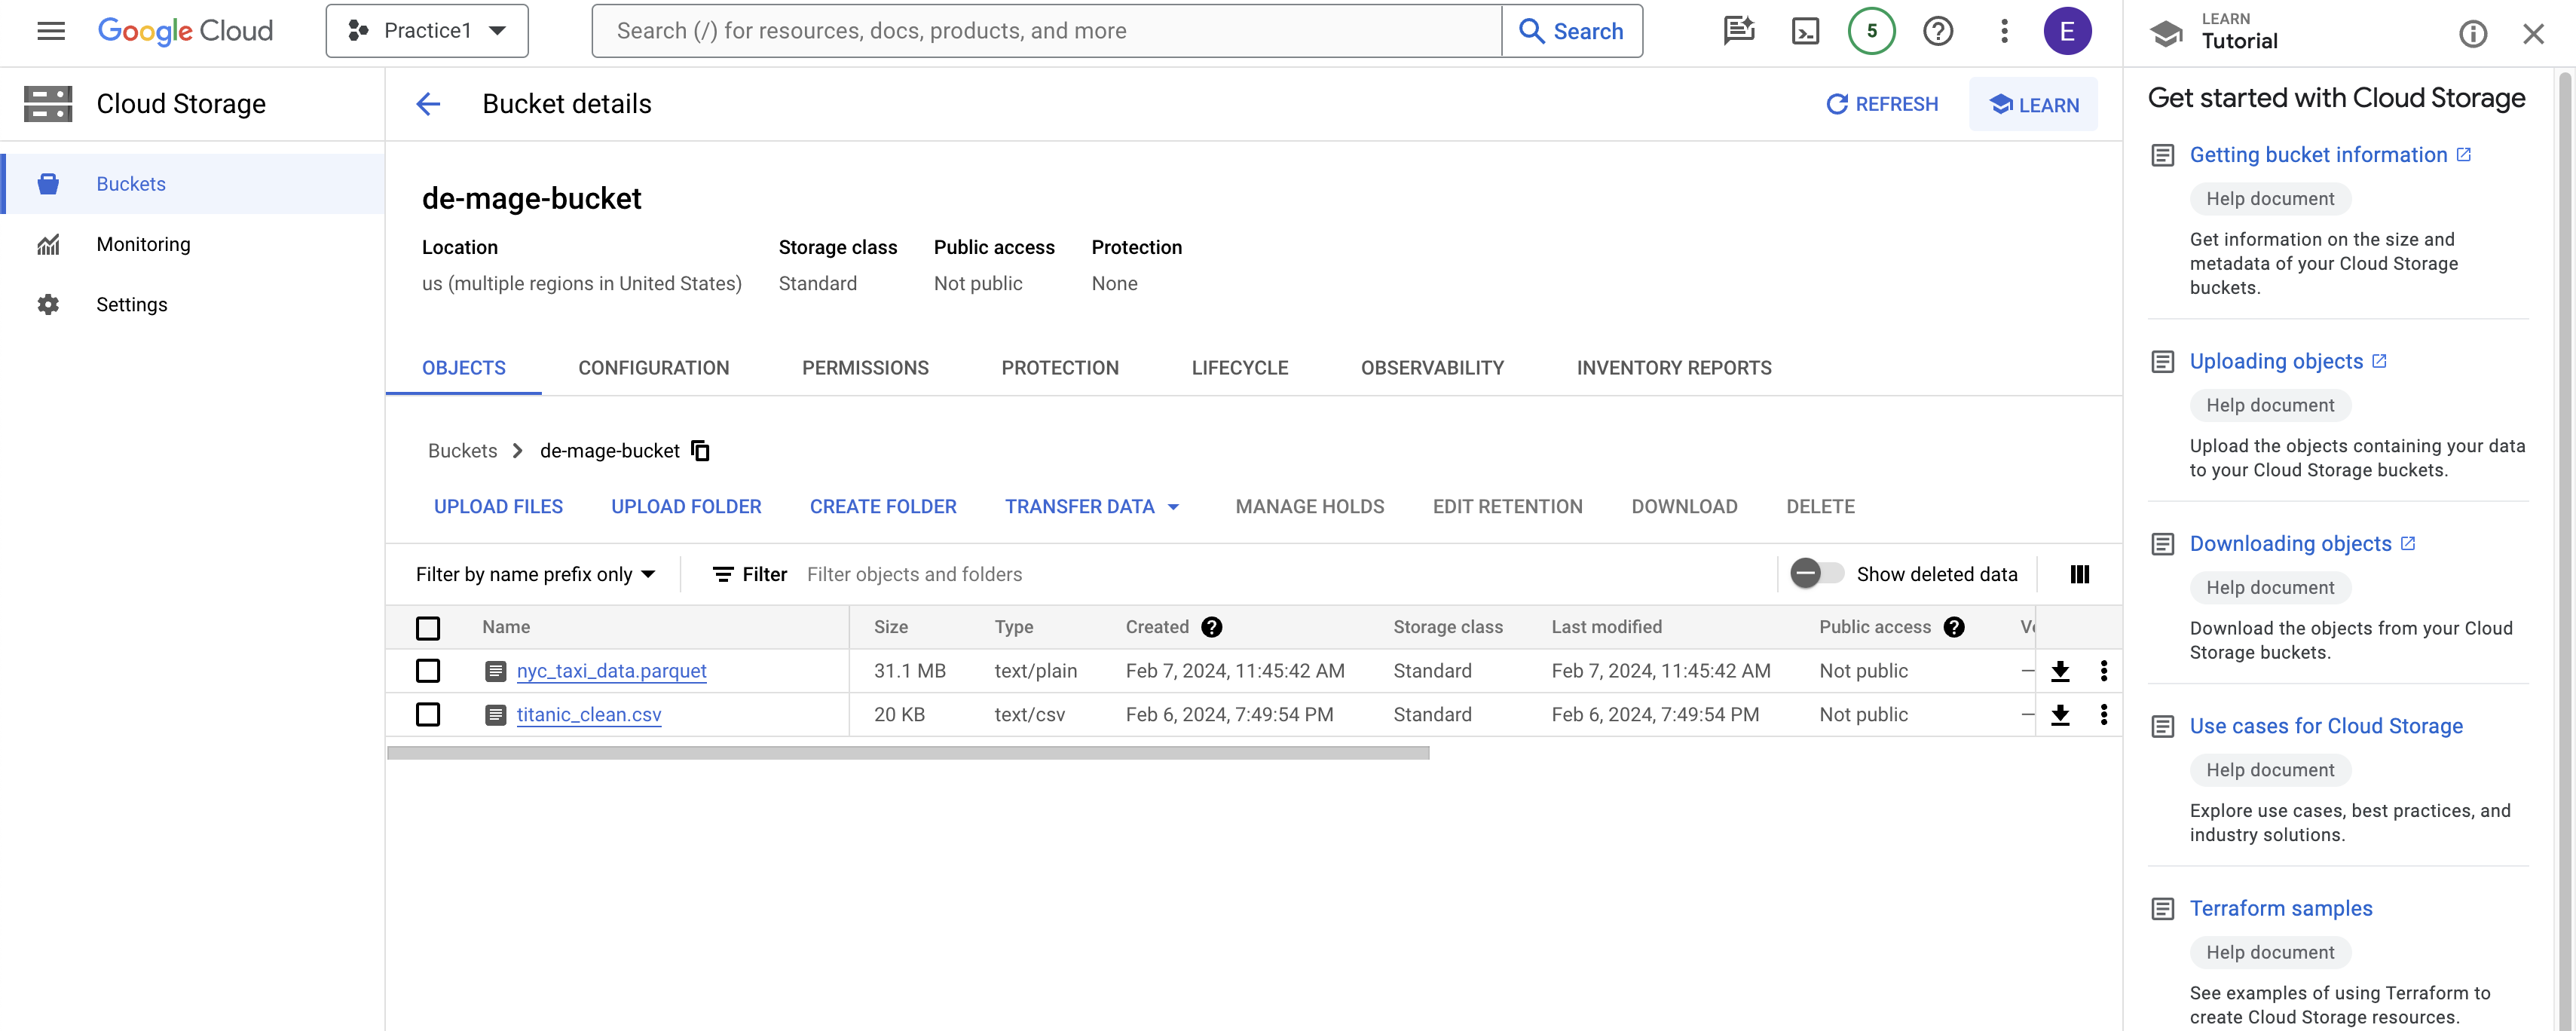 Google Cloud
Practice1
Search (/) for resources, docs, products, and more
Search
5
E
LEARN
Tutorial
Cloud Storage
Bucket details
REFRESH
LEARN
Buckets
Monitoring
Settings
de-mage-bucket
Location
Storage class
Public access
Protection
us (multiple regions in United States)
Standard
Not public
None
OBJECTS
CONFIGURATION
PERMISSIONS
PROTECTION
LIFECYCLE
OBSERVABILITY
INVENTORY REPORTS
Buckets
de-mage-bucket
UPLOAD FILES
UPLOAD FOLDER
CREATE FOLDER
TRANSFER DATA
MANAGE HOLDS
EDIT RETENTION
DOWNLOAD
DELETE
Filter by name prefix only
Filter
Filter objects and folders
Show deleted data
Name Size Type Created Storage class Last modified Public access
nyc_taxi_data.parquet 31.1 MB text/plain Feb 7, 2024, 11:45:42 AM Standard Feb 7, 2024, 11:45:42 AM Not public —
titanic_clean.csv 20 KB text/csv Feb 6, 2024, 7:49:54 PM Standard Feb 6, 2024, 7:49:54 PM Not public —
Get started with Cloud Storage
Getting bucket information
Help document
Get information on the size and
metadata of your Cloud Storage
buckets.
Uploading objects
Help document
Upload the objects containing your data
to your Cloud Storage buckets.
Downloading objects
Help document
Download the objects from your Cloud
Storage buckets.
Use cases for Cloud Storage
Help document
Explore use cases, best practices, and
industry solutions.
Terraform samples
Help document
See examples of using Terraform to
create Cloud Storage resources.